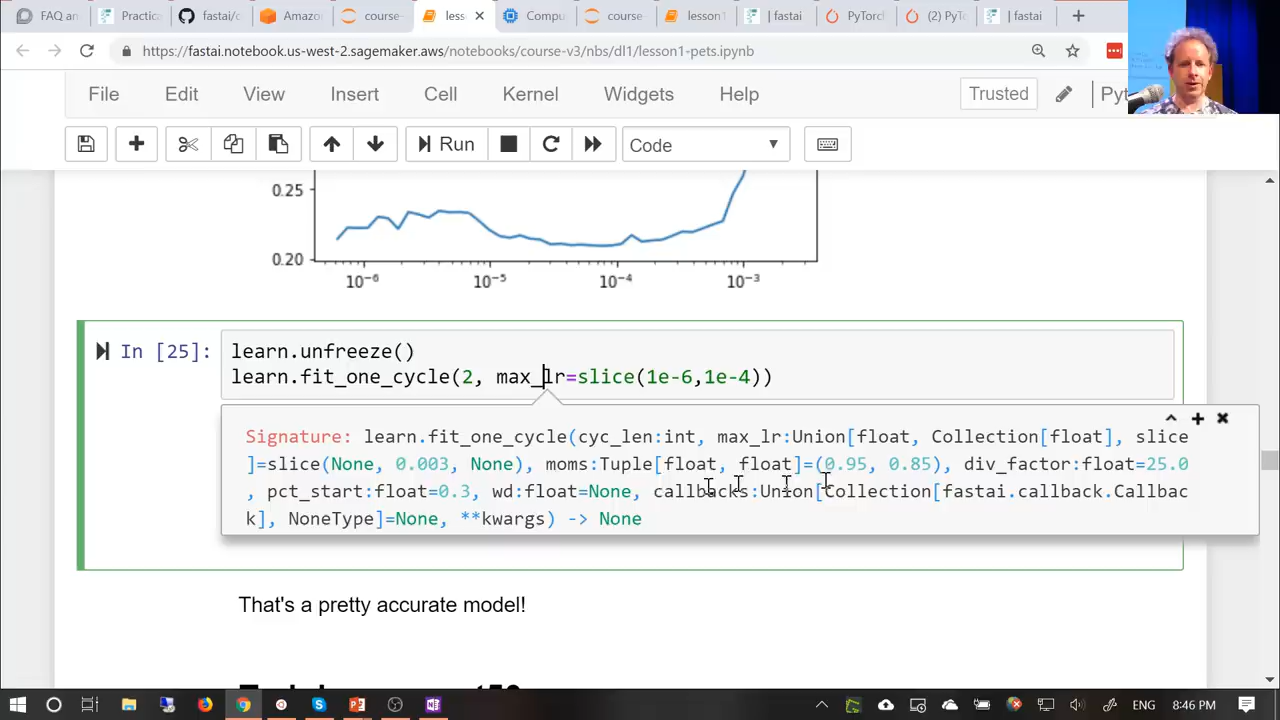 FAQ an
Practica
fastai/c
Amazor
course-
less
Compu
course
lesson1
| fastai
PyTorcl
(2) PyTo
| fastai
https://fastai.notebook.us-west-2.sagemaker.aws/notebooks/course-v3/nbs/dl1/lesson1-pets.ipynb
File Edit View Insert Cell Kernel Widgets Help Trusted Pyt
Run Code
0.25
0.20
10⁻⁶ 10⁻⁵ 10⁻⁴ 10⁻³
In [25]: learn.unfreeze()
learn.fit_one_cycle(2, max_lr=slice(1e-6,1e-4))
Signature: learn.fit_one_cycle(cyc_len:int, max_lr:Union[float, Collection[float], slice
]=slice(None, 0.003, None), moms:Tuple[float, float]=(0.95, 0.85), div_factor:float=25.0
, pct_start:float=0.3, wd:float=None, callbacks:Union[Collection[fastai.callback.Callbac
k], NoneType]=None, **kwargs) -> None
That's a pretty accurate model!
8:46 PM